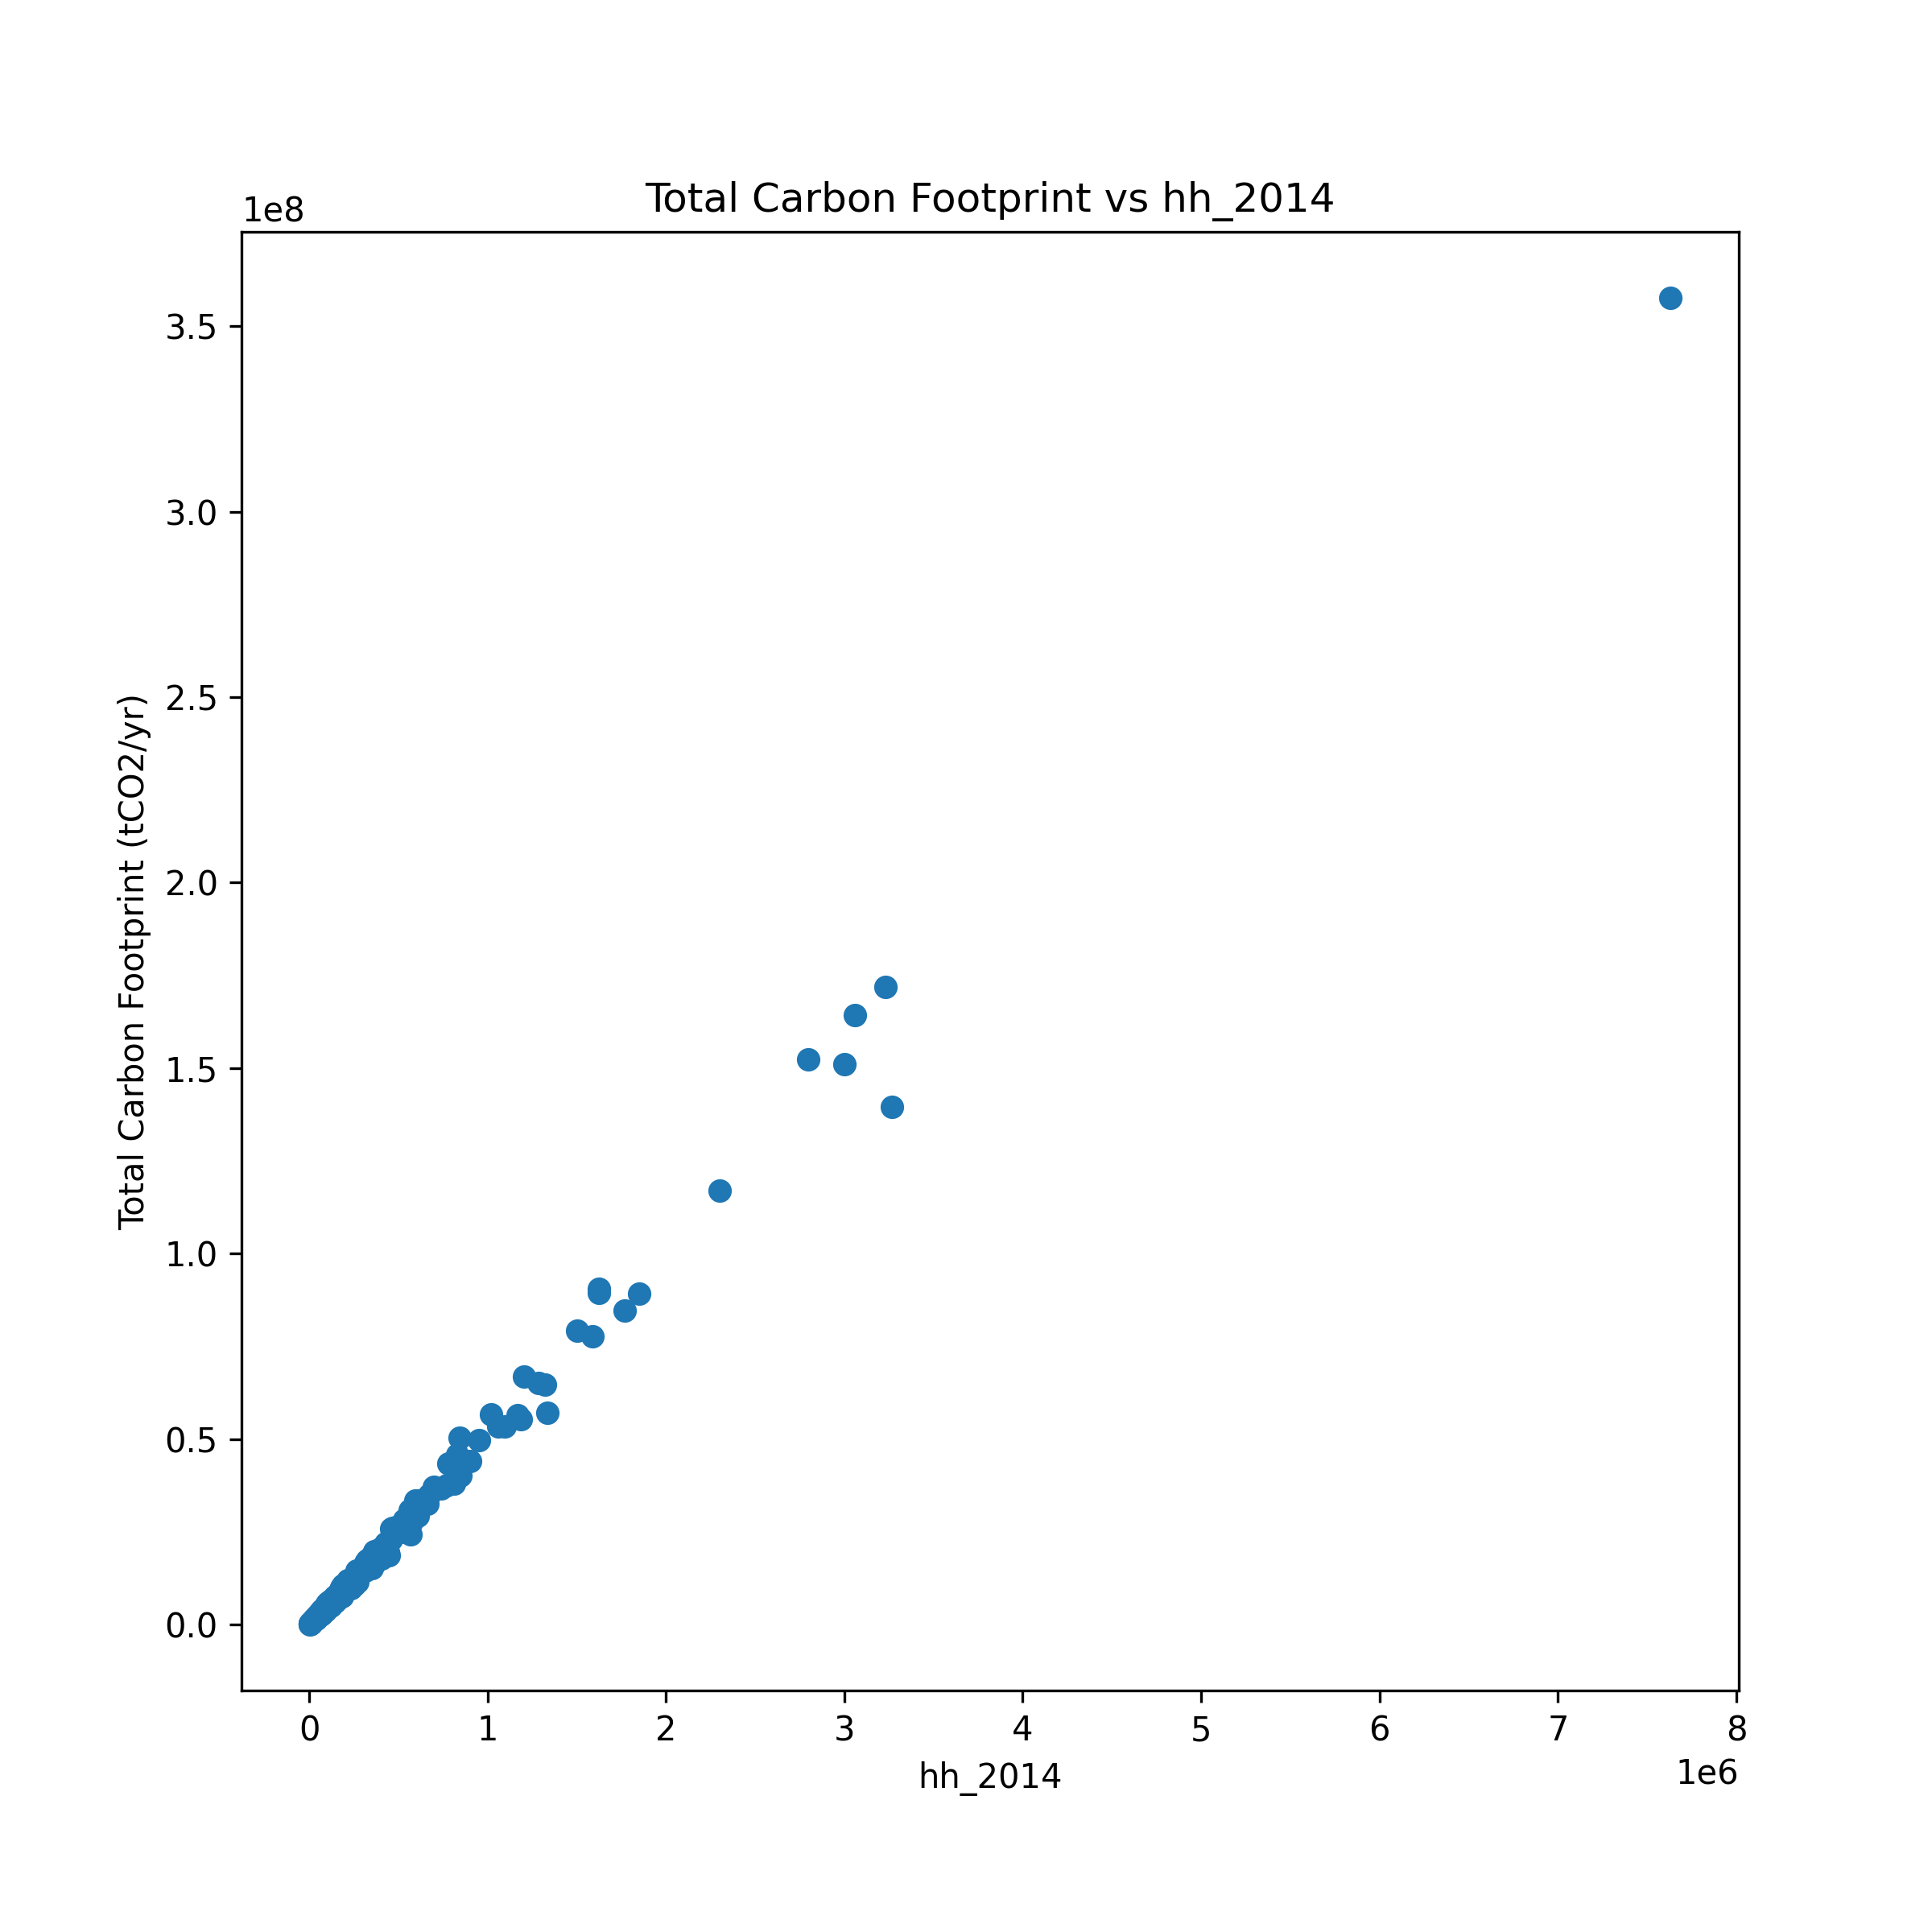 Total Carbon Footprint vs hh_2014
1e8
3.5
3.0
2.5
2.0
1.5
1.0
0.5
0.0
Total Carbon Footprint (tCO2/yr)
0 1 2 3 4 5 6 7 8
1e6
hh_2014